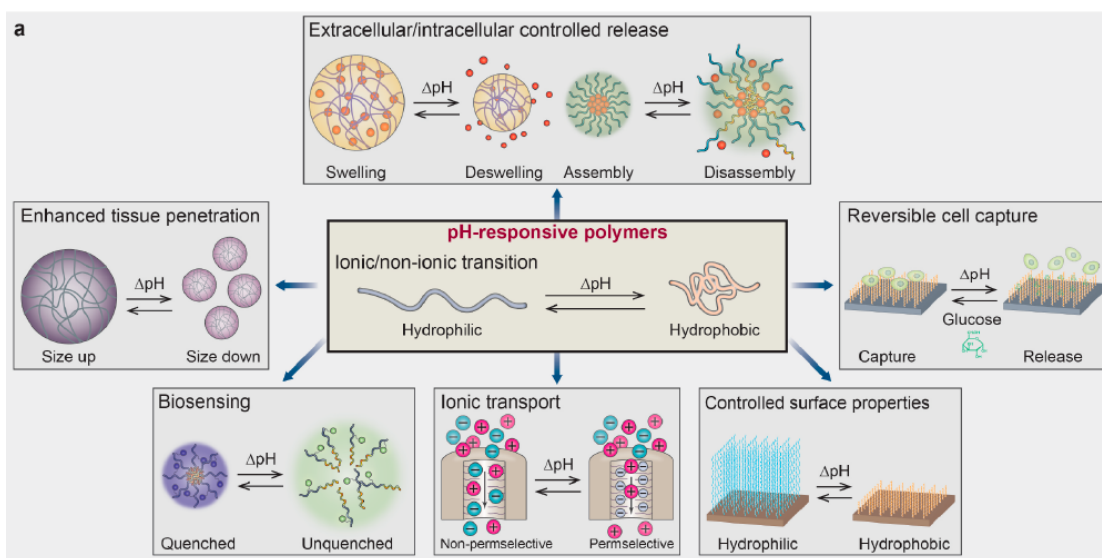 a
Extracellular/intracellular controlled release
ΔpH
ΔpH
Swelling
Deswelling
Assembly
Disassembly
Enhanced tissue penetration
ΔpH
Size up
Size down
pH-responsive polymers
Ionic/non-ionic transition
ΔpH
Hydrophilic
Hydrophobic
Reversible cell capture
ΔpH
Glucose
Capture
Release
Biosensing
ΔpH
Quenched
Unquenched
Ionic transport
ΔpH
Non-permselective
Permselective
Controlled surface properties
ΔpH
Hydrophilic
Hydrophobic